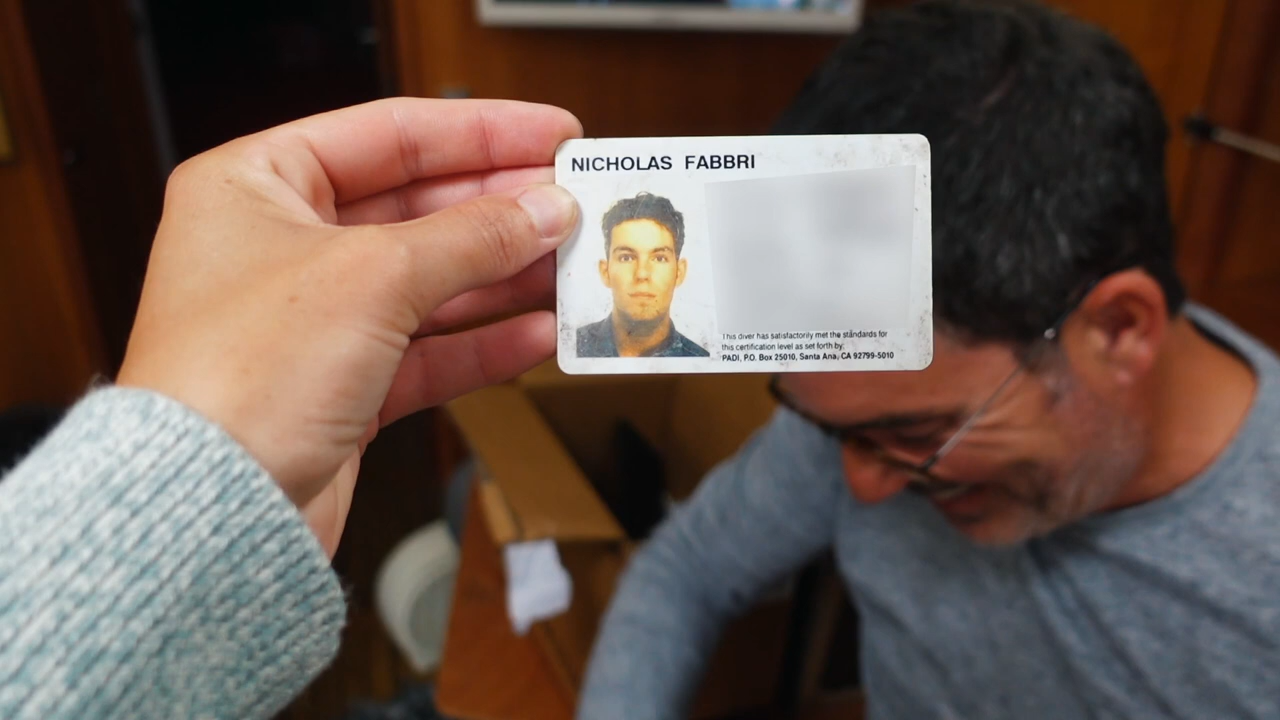 NICHOLAS FABBRI
This diver has satisfactorily met the standards for
this certification level as set forth by:
PADI, P.O. Box 25010, Santa Ana, CA 92799-5010